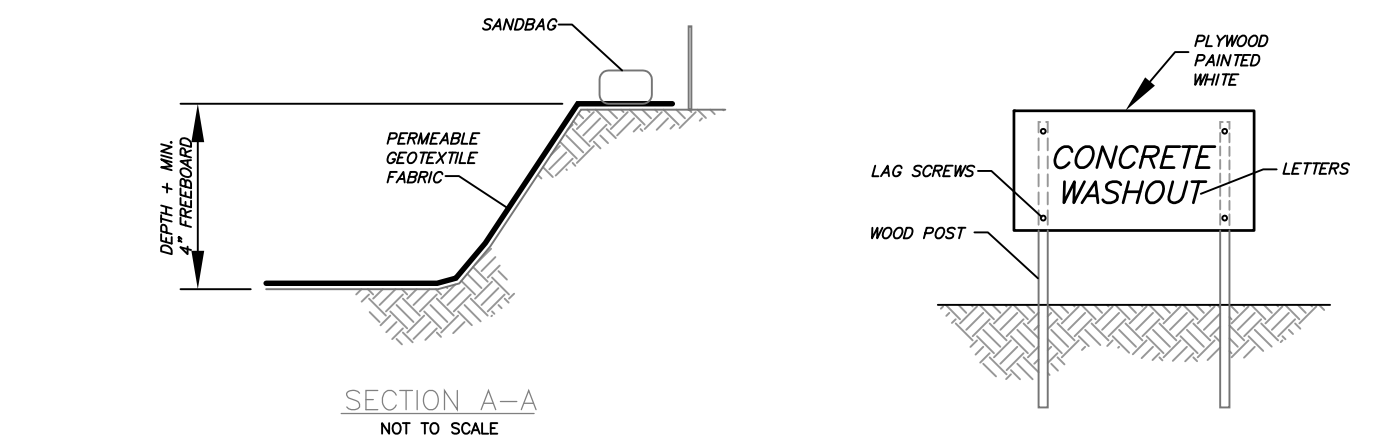 SANDBAG
PERMEABLE
GEOTEXTILE
FABRIC
DEPTH + MIN.
4" FREEBOARD
SECTION A-A
NOT TO SCALE
PLYWOOD
PAINTED
WHITE
LAG SCREWS
CONCRETE
WASHOUT
LETTERS
WOOD POST